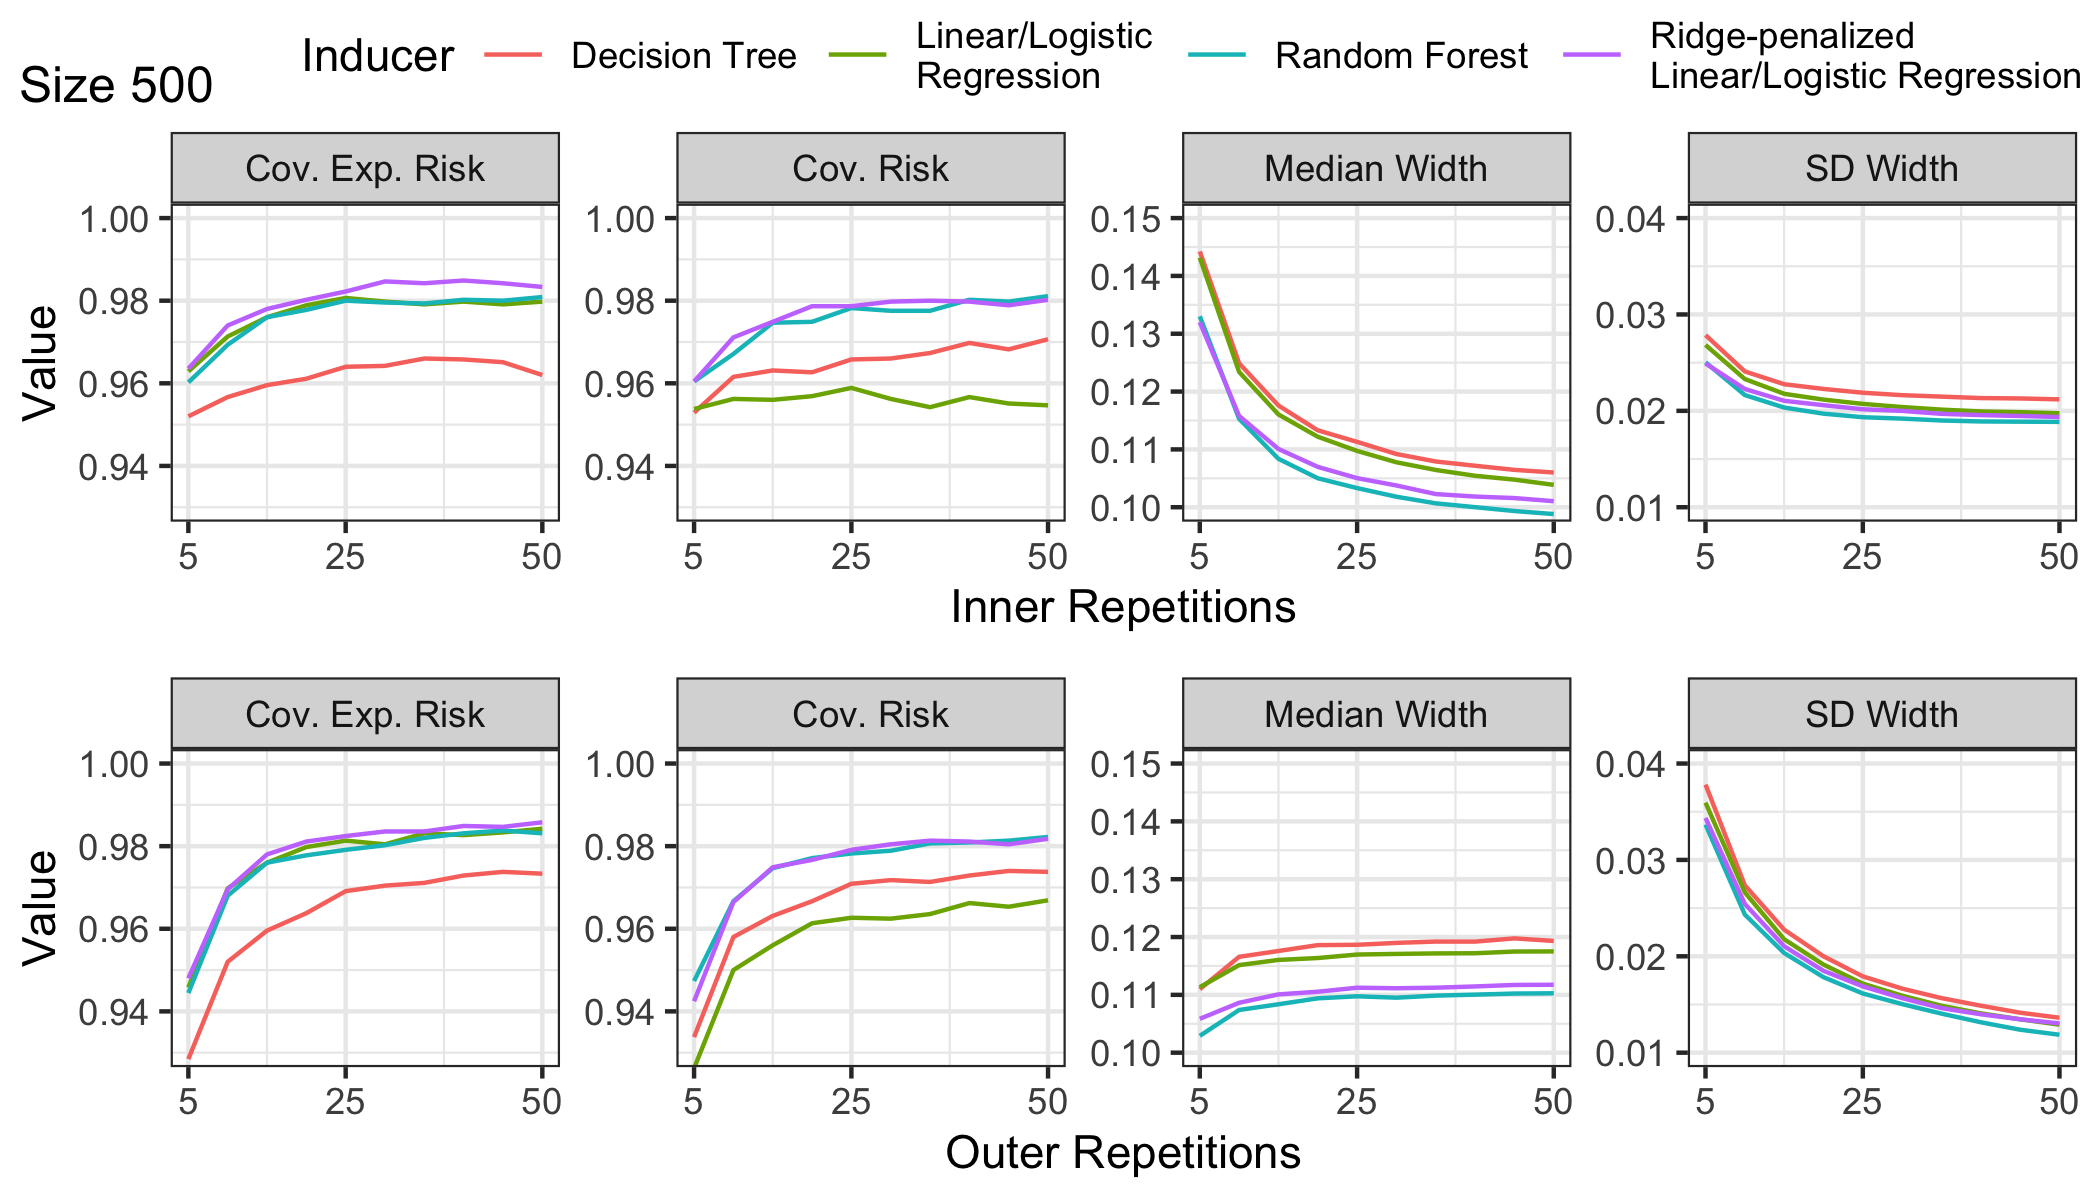 Size 500
Inducer
Decision Tree
Linear/Logistic
Regression
Random Forest
Ridge-penalized
Linear/Logistic Regression
Cov. Exp. Risk
Cov. Risk
Median Width
SD Width
Value
1.00
0.98
0.96
0.94
5 25 50
1.00
0.98
0.96
0.94
5 25 50
0.15
0.14
0.13
0.12
0.11
0.10
5 25 50
0.04
0.03
0.02
0.01
5 25 50
Inner Repetitions
Cov. Exp. Risk
Cov. Risk
Median Width
SD Width
Value
1.00
0.98
0.96
0.94
5 25 50
1.00
0.98
0.96
0.94
5 25 50
0.15
0.14
0.13
0.12
0.11
0.10
5 25 50
0.04
0.03
0.02
0.01
5 25 50
Outer Repetitions